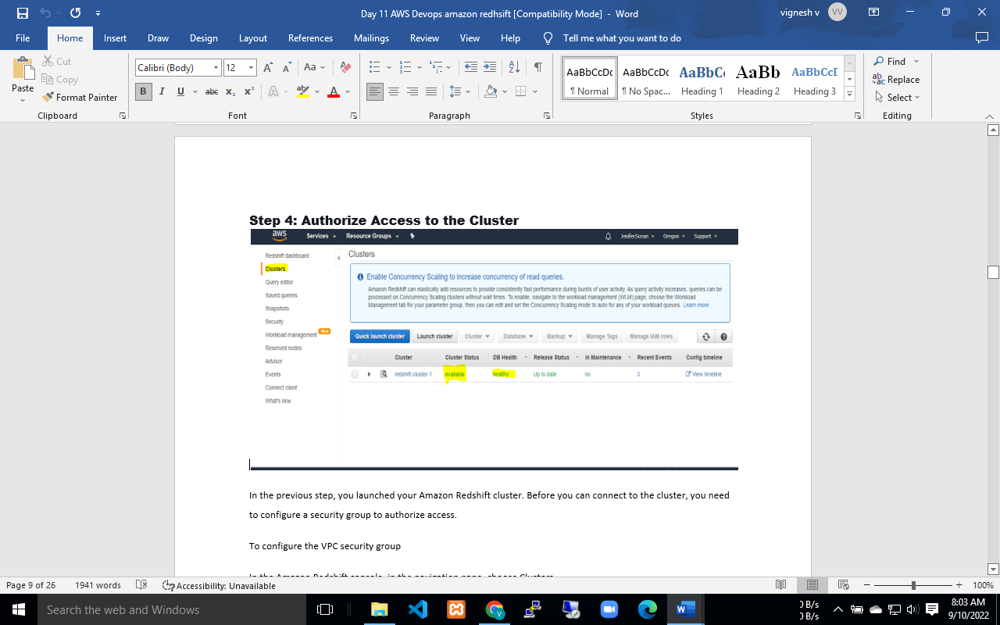 Day 11 AWS Devops amazon redhsift [Compatibility Mode] - Word
vignesh v VV
File Home Insert Draw Design Layout References Mailings Review View Help Tell me what you want to do
Paste
Cut
Copy
Format Painter
Clipboard
Calibri (Body) 12
Font
Paragraph
AaBbCcDc AaBbCcDc AaBbC AaBb AaBbCcD
¶ Normal ¶ No Spac... Heading 1 Heading 2 Heading 3
Styles
Find
Replace
Select
Editing
Step 4: Authorize Access to the Cluster
aws Services Resource Groups JeniferSusan Oregon Support
Redshift dashboard
Clusters
Query editor
Saved queries
Snapshots
Security
Workload management New
Reserved nodes
Advisor
Events
Connect client
What's new
Clusters
Enable Concurrency Scaling to increase concurrency of read queries.
Amazon Redshift can elastically add resources to provide consistently fast performance during bursts of user activity. As query activity increases, queries can be
processed on Concurrency Scaling clusters without wait times. To enable, navigate to the workload management (WLM) page, choose the Workload
Management tab for your parameter group, then you can edit and set the Concurrency Scaling mode to auto for any of your workload queues. Learn more
Quick launch cluster Launch cluster Cluster Database Backup Manage Tags Manage IAM roles
Cluster Cluster Status DB Health Release Status In Maintenance Recent Events Config timeline
redshift-cluster-1 available healthy Up to date no 3 View timeline
In the previous step, you launched your Amazon Redshift cluster. Before you can connect to the cluster, you need
to configure a security group to authorize access.
To configure the VPC security group
In the Amazon Redshift console, in the navigation pane, choose Clusters.
Page 9 of 26 1941 words Accessibility: Unavailable 100%
Search the web and Windows
0 B/s
0 B/s
8:03 AM
9/10/2022